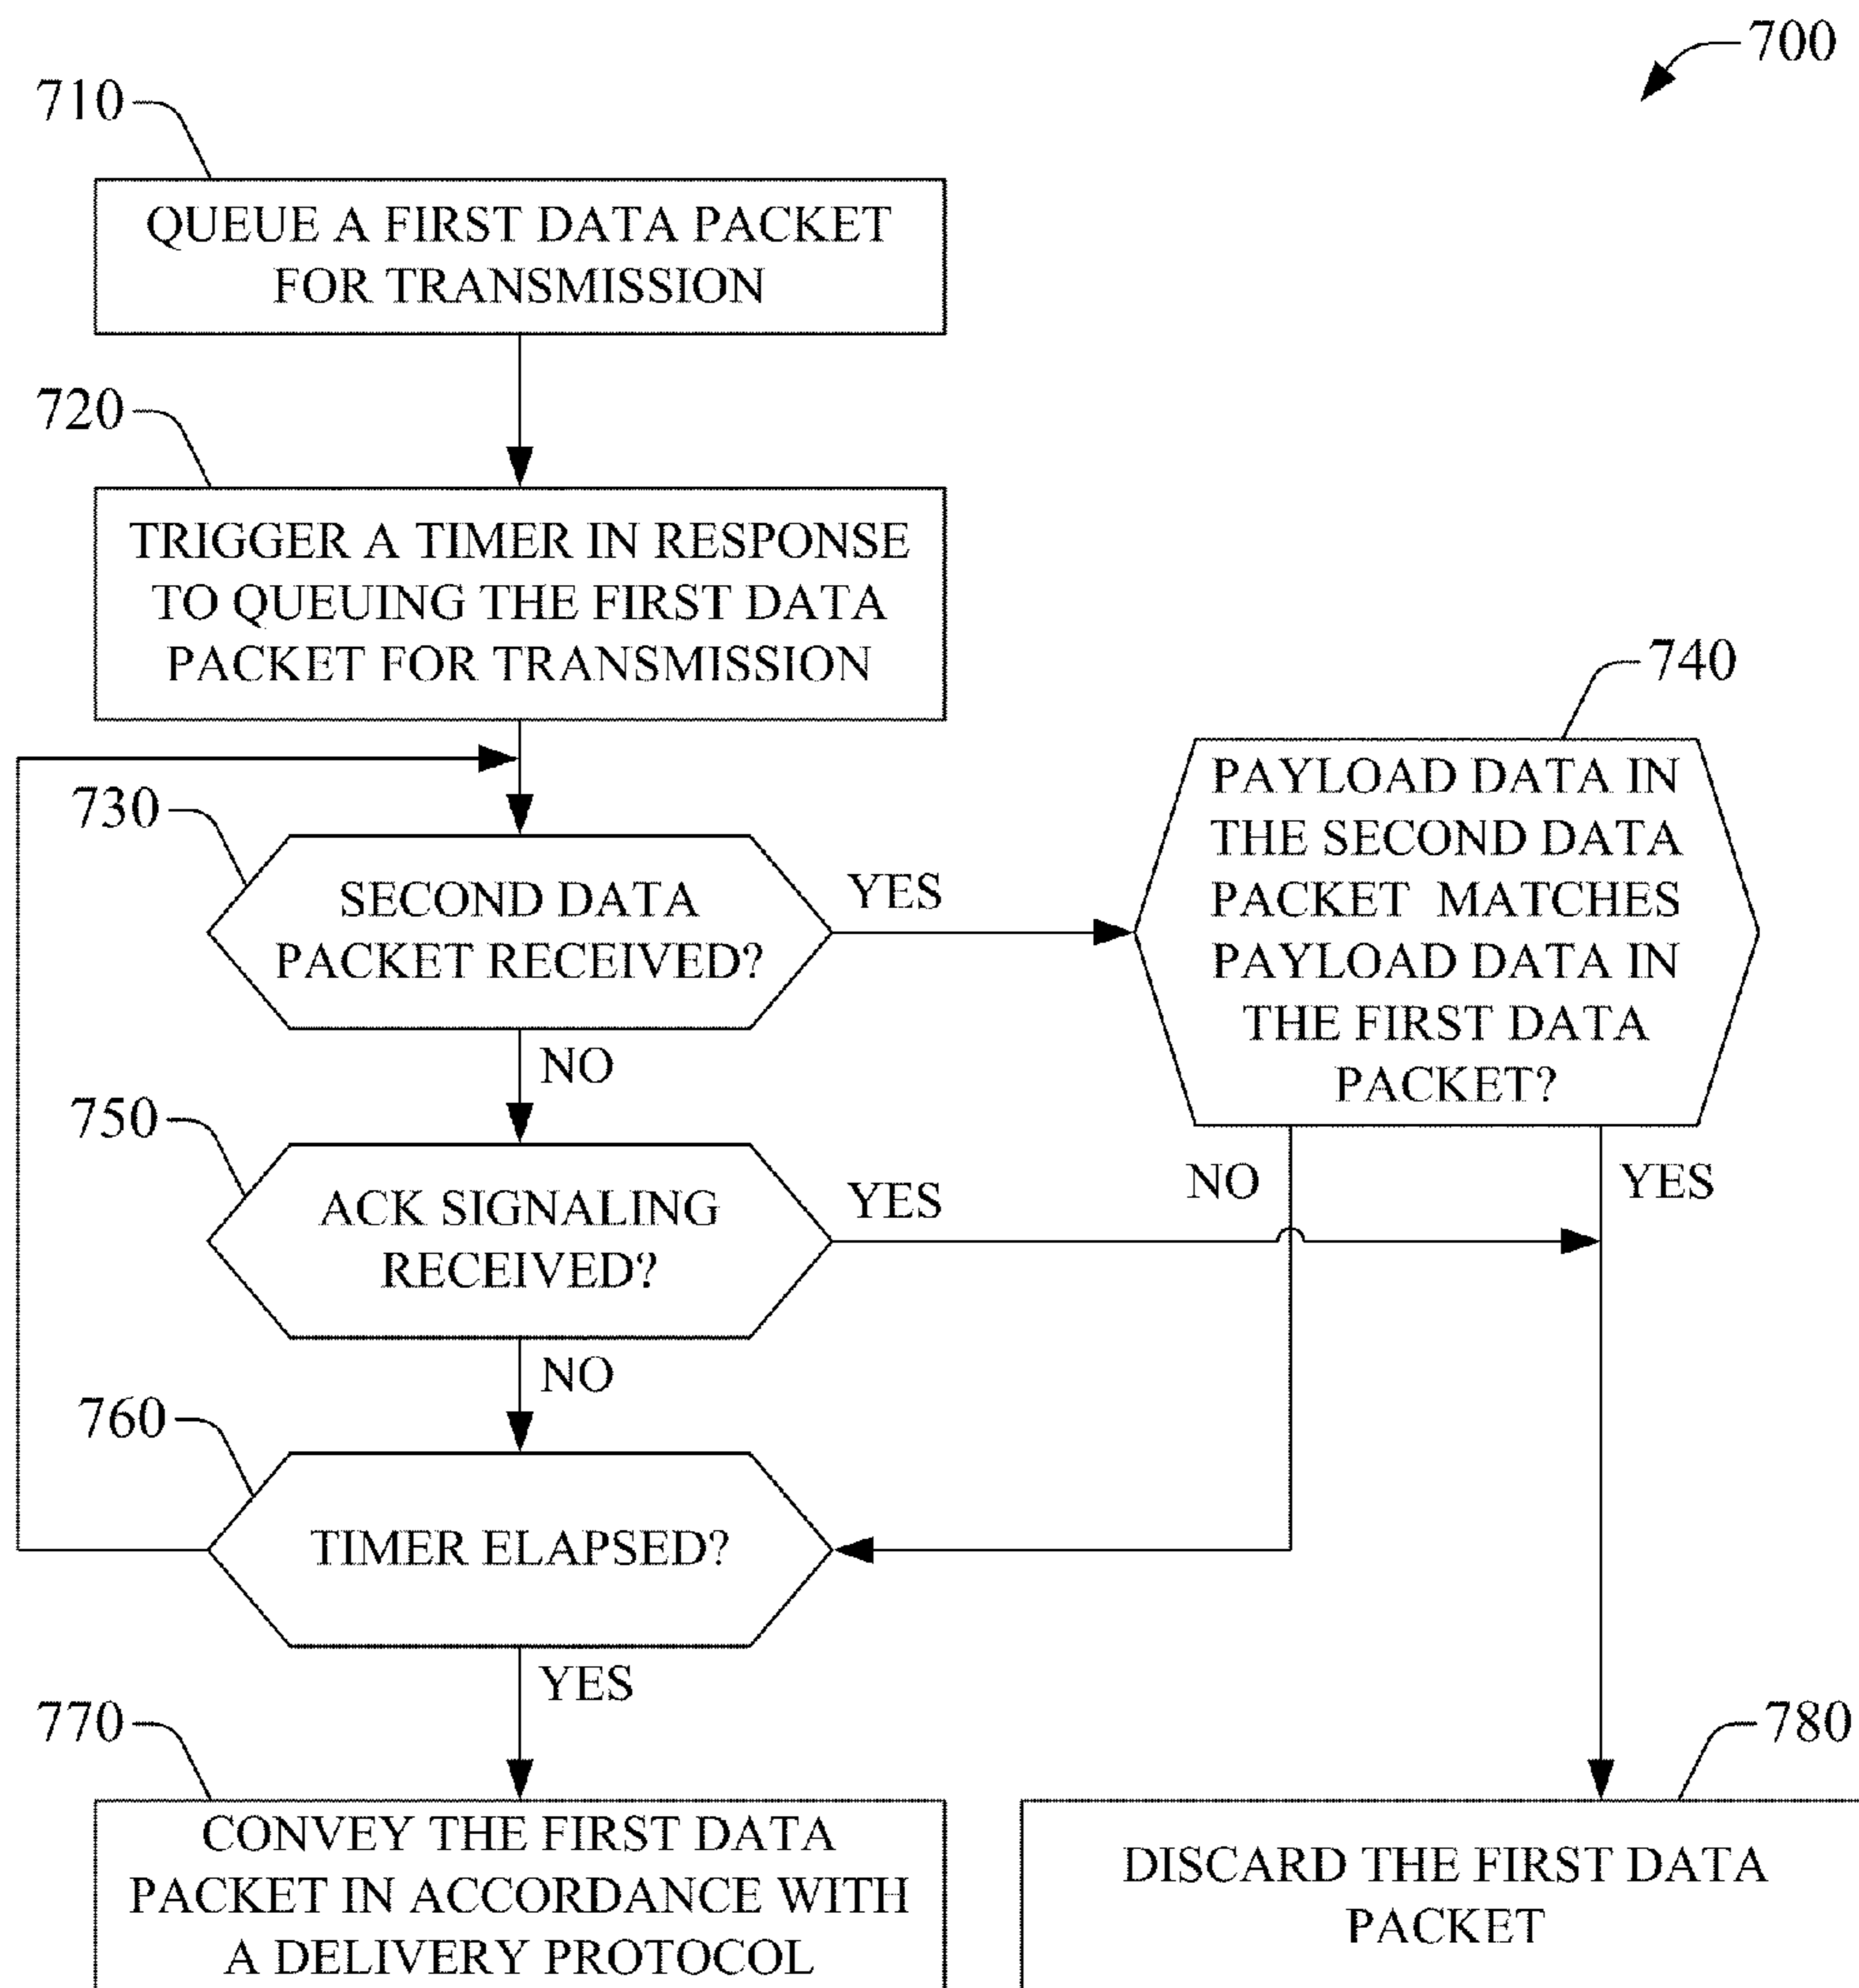 700
710
QUEUE A FIRST DATA PACKET
FOR TRANSMISSION
720
TRIGGER A TIMER IN RESPONSE
TO QUEUING THE FIRST DATA
PACKET FOR TRANSMISSION
730
SECOND DATA
PACKET RECEIVED?
YES
NO
740
PAYLOAD DATA IN
THE SECOND DATA
PACKET MATCHES
PAYLOAD DATA IN
THE FIRST DATA
PACKET?
NO
YES
750
ACK SIGNALING
RECEIVED?
YES
NO
760
TIMER ELAPSED?
YES
770
CONVEY THE FIRST DATA
PACKET IN ACCORDANCE WITH
A DELIVERY PROTOCOL
780
DISCARD THE FIRST DATA
PACKET